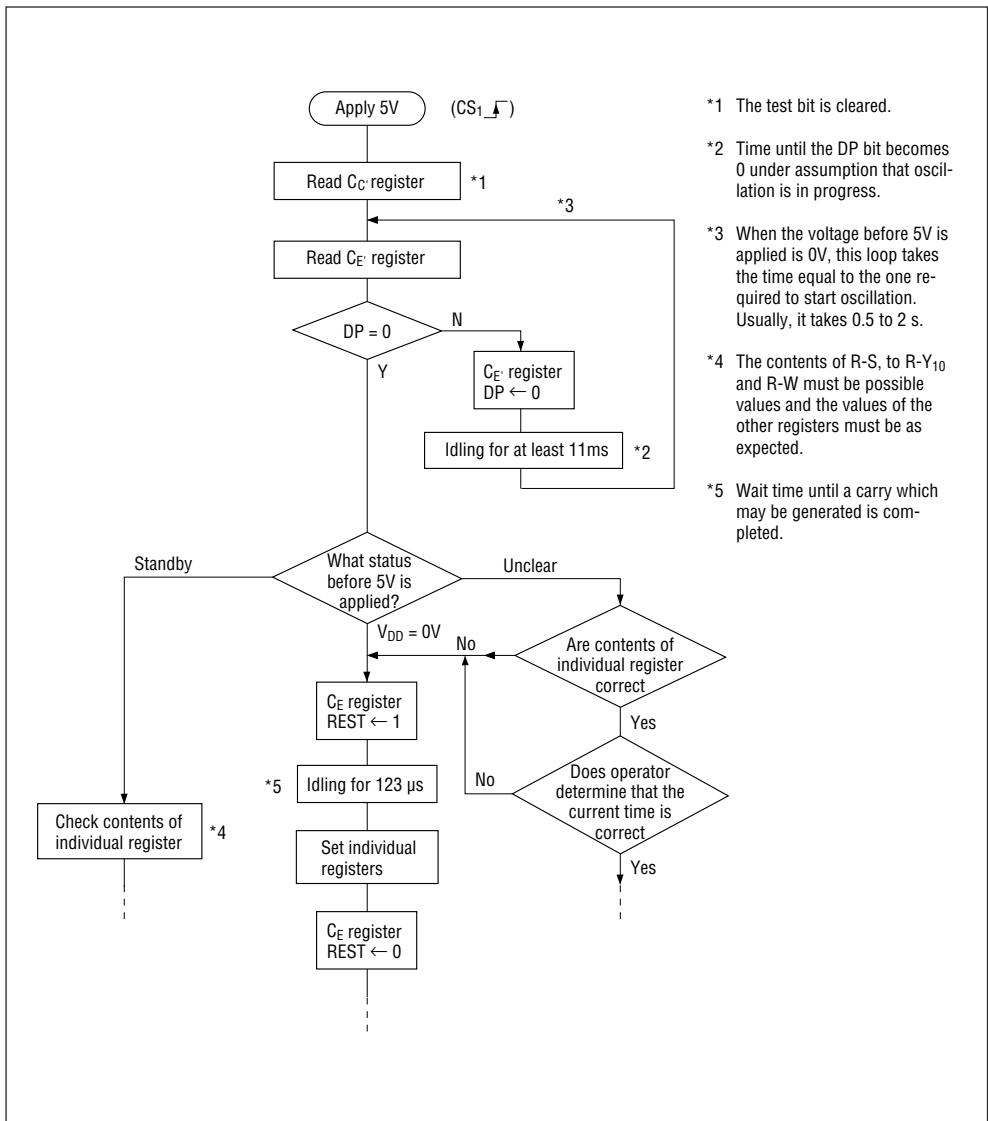 Apply 5V
(CS1 )
Read CC' register
*1
*3
Read CE' register
DP = 0
N
Y
CE' register
DP ← 0
Idling for at least 11ms
*2
What status
before 5V is
applied?
Standby
Unclear
VDD = 0V
No
Are contents of
individual register
correct
Yes
CE register
REST ← 1
*5
Idling for 123 µs
No
Does operator
determine that the
current time is
correct
Yes
Check contents of
individual register
*4
Set individual
registers
CE register
REST ← 0
*1 The test bit is cleared.
*2 Time until the DP bit becomes
0 under assumption that oscil-
lation is in progress.
*3 When the voltage before 5V is
applied is 0V, this loop takes
the time equal to the one re-
quired to start oscillation.
Usually, it takes 0.5 to 2 s.
*4 The contents of R-S, to R-Y10
and R-W must be possible
values and the values of the
other registers must be as
expected.
*5 Wait time until a carry which
may be generated is com-
pleted.